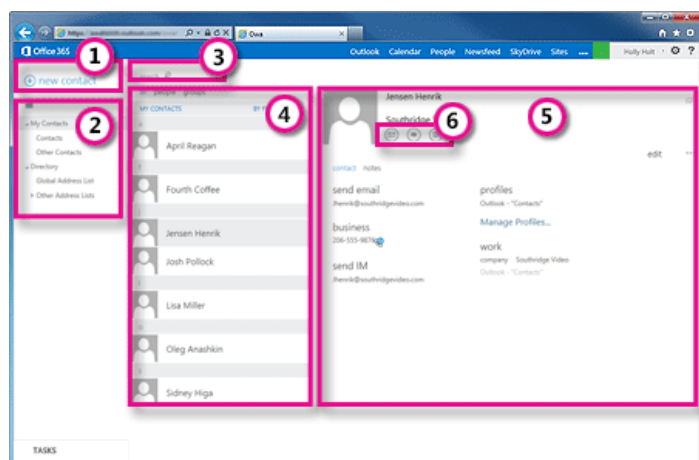 Owa
Office 365
Outlook Calendar People Newsfeed SkyDrive Sites ...
Holly Holt
?
1
new contact
2
My Contacts
Contacts
Other Contacts
Directory
Global Address List
Other Address Lists
TASKS
3
search
people groups
4
MY CONTACTS BY
April Reagan
Fourth Coffee
Jensen Henrik
Josh Pollock
Lisa Miller
Oleg Anashkin
Sidney Higa
5
Jensen Henrik
Southridge
6
edit
contact notes
send email
Jhenrik@southridgevideo.com
business
206-555-9876
send IM
Jhenrik@southridgevideo.com
profiles
Outlook - "Contacts"
Manage Profiles...
work
company Southridge Video
Outlook - "Contacts"